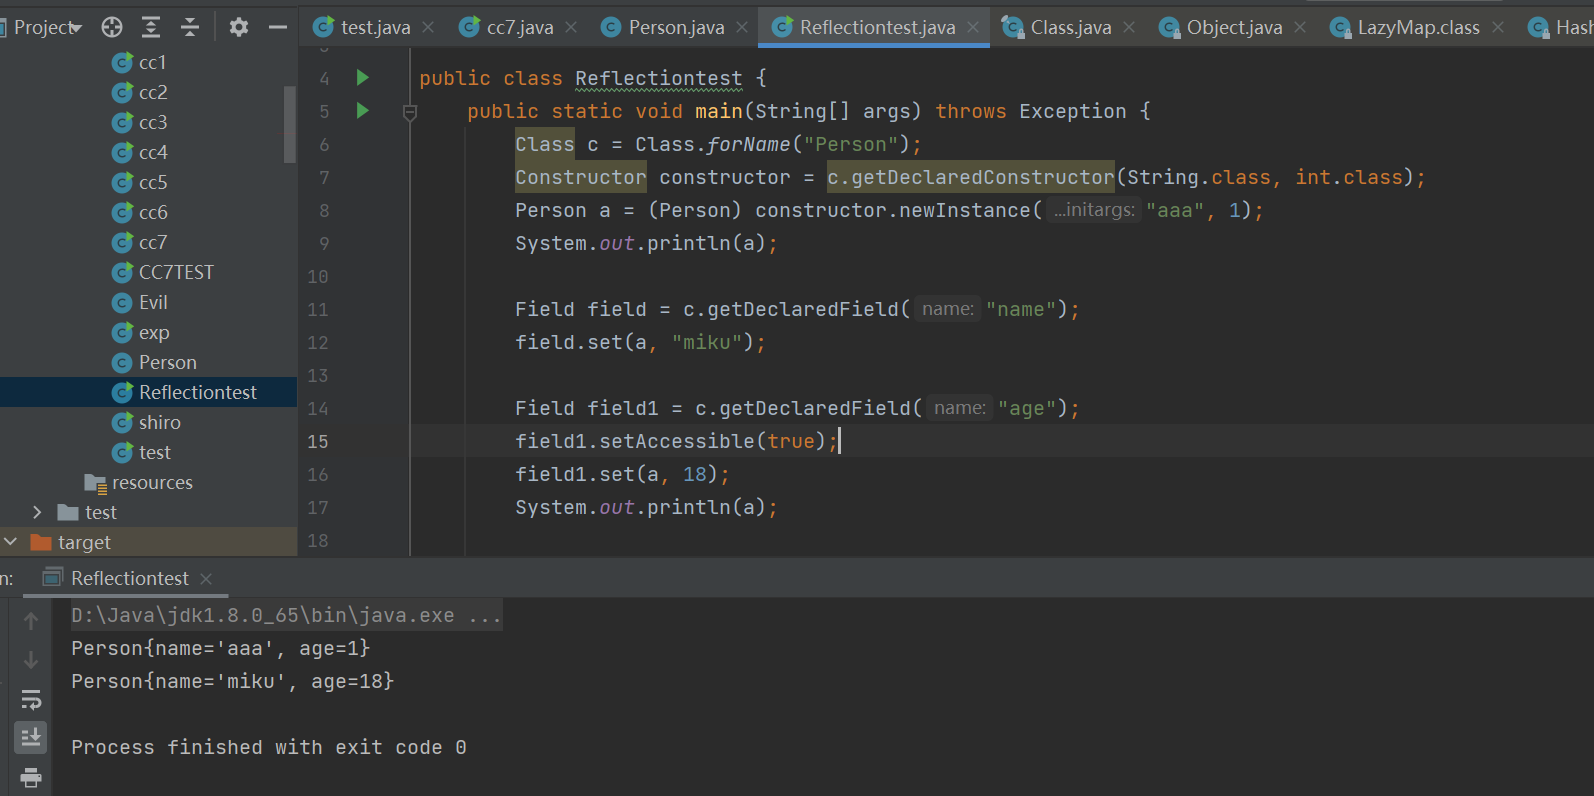 Project
test.java
cc7.java
Person.java
Reflectiontest.java
Class.java
Object.java
LazyMap.class
cc1
cc2
cc3
cc4
cc5
cc6
cc7
CC7TEST
Evil
exp
Person
Reflectiontest
shiro
test
resources
test
target
4 public class Reflectiontest {
5 public static void main(String[] args) throws Exception {
6 Class c = Class.forName("Person");
7 Constructor constructor = c.getDeclaredConstructor(String.class, int.class);
8 Person a = (Person) constructor.newInstance( ...initargs: "aaa", 1);
9 System.out.println(a);
10
11 Field field = c.getDeclaredField( name: "name");
12 field.set(a, "miku");
13
14 Field field1 = c.getDeclaredField( name: "age");
15 field1.setAccessible(true);
16 field1.set(a, 18);
17 System.out.println(a);
18
n: Reflectiontest
D:\Java\jdk1.8.0_65\bin\java.exe ...
Person{name='aaa', age=1}
Person{name='miku', age=18}
Process finished with exit code 0